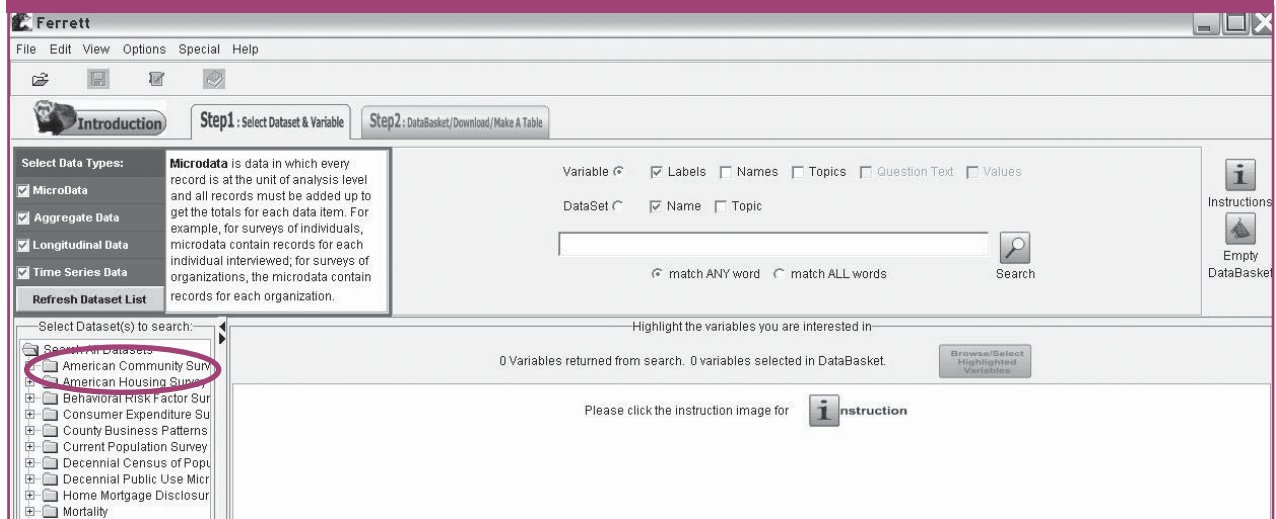 Ferrett
File Edit View Options Special Help
Introduction
Step1 : Select Dataset & Variable
Step2 : DataBasket/Download/Make A Table
Select Data Types:
MicroData
Aggregate Data
Longitudinal Data
Time Series Data
Refresh Dataset List
Microdata is data in which every
record is at the unit of analysis level
and all records must be added up to
get the totals for each data item. For
example, for surveys of individuals,
microdata contain records for each
individual interviewed; for surveys of
organizations, the microdata contain
records for each organization.
Variable Labels Names Topics Question Text Values
DataSet Name Topic
match ANY word match ALL words
Search
Instructions
Empty
DataBasket
Select Dataset(s) to search:
Search All Datasets
American Community Surv
American Housing Survey
Behavioral Risk Factor Sur
Consumer Expenditure Su
County Business Patterns
Current Population Survey
Decennial Census of Popu
Decennial Public Use Micr
Home Mortgage Disclosur
Mortality
Highlight the variables you are interested in
0 Variables returned from search. 0 variables selected in DataBasket.
Browse/Select
Highlighted
Variables
Please click the instruction image for i nstruction